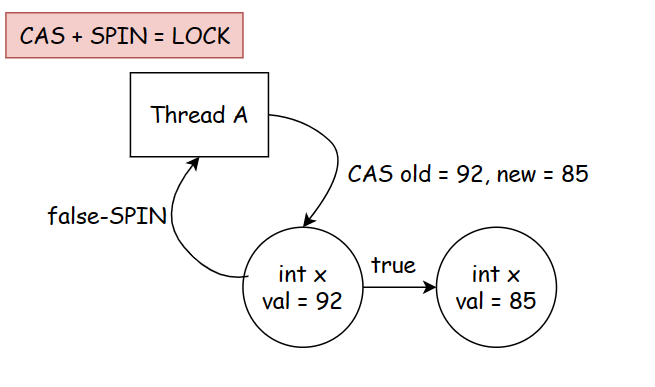 CAS + SPIN = LOCK
Thread A
CAS old = 92, new = 85
false-SPIN
int x
val = 92
true
int x
val = 85